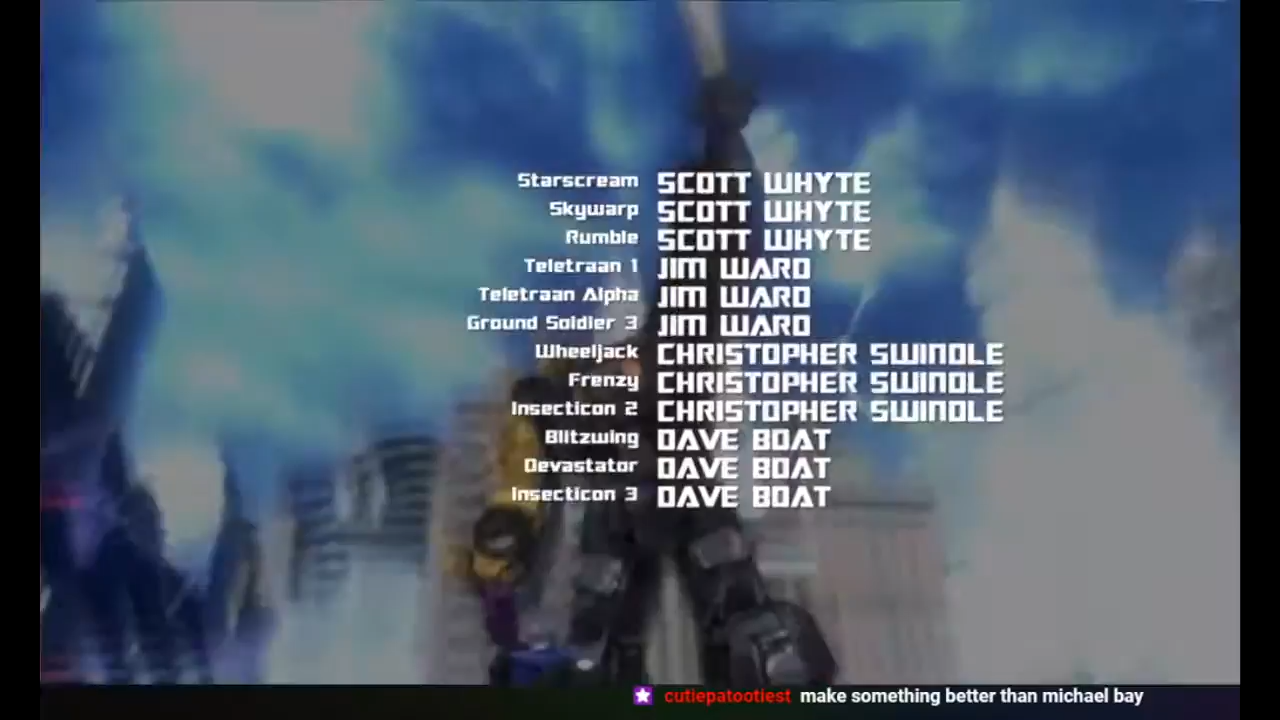 Starscream SCOTT WHYTE
Skywarp SCOTT WHYTE
Rumble SCOTT WHYTE
Teletraan 1 JIM WARD
Teletraan Alpha JIM WARD
Ground Soldier 3 JIM WARD
Wheeljack CHRISTOPHER SWINDLE
Frenzy CHRISTOPHER SWINDLE
Insecticon 2 CHRISTOPHER SWINDLE
Blitzwing DAVE BOAT
Devastator DAVE BOAT
Insecticon 3 DAVE BOAT
cutiepatootiest make something better than michael bay